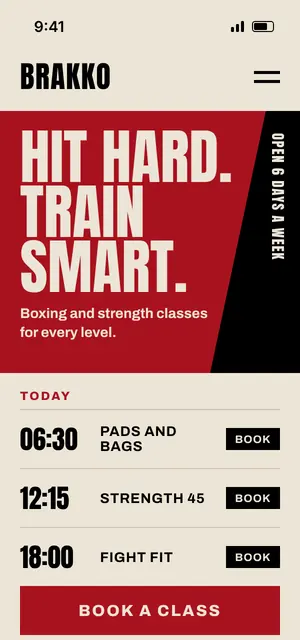 9:41
BRAKKO
HIT HARD.
TRAIN
SMART.
OPEN 6 DAYS A WEEK
Boxing and strength classes
for every level.
TODAY
06:30
PADS AND
BAGS
BOOK
12:15
STRENGTH 45
BOOK
18:00
FIGHT FIT
BOOK
BOOK A CLASS